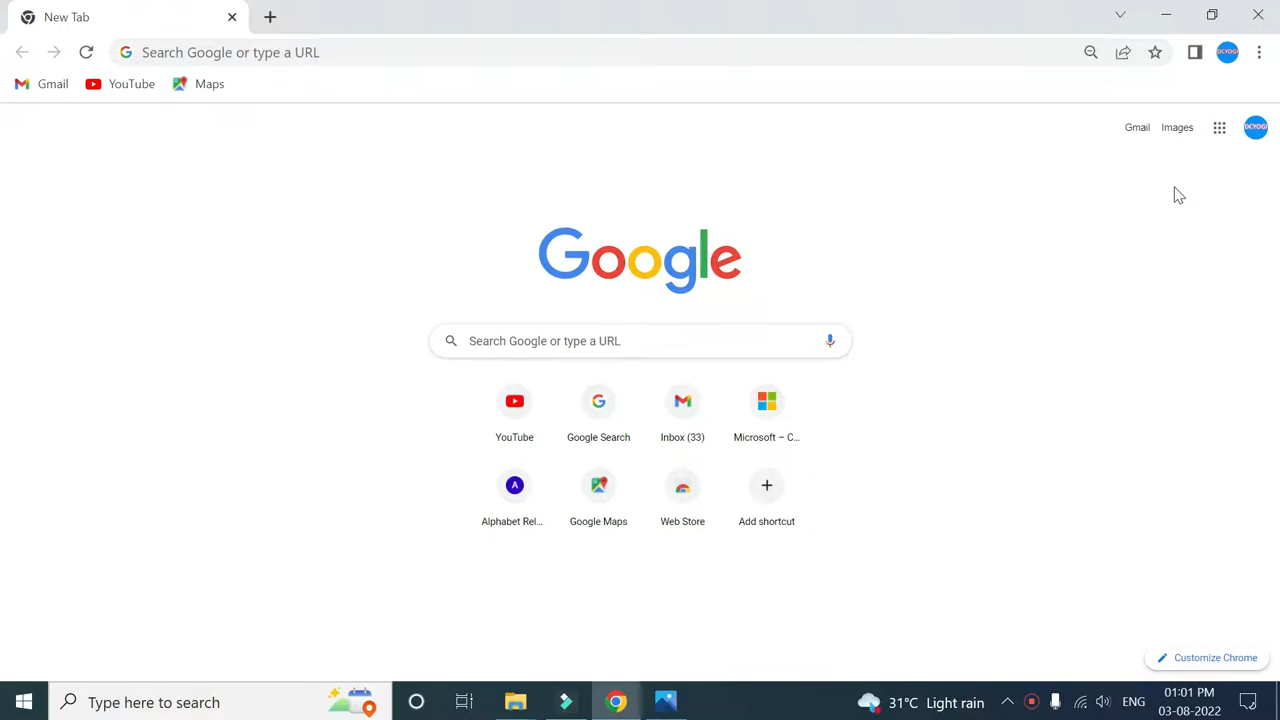 New Tab
Search Google or type a URL
DCYOGI
Gmail
YouTube
Maps
Gmail
Images
DCYOGI
Google
Search Google or type a URL
YouTube
Google Search
Inbox (33)
Microsoft – C...
A
Alphabet Rel...
Google Maps
Web Store
Add shortcut
Customize Chrome
Type here to search
31°C Light rain
ENG
01:01 PM
03-08-2022